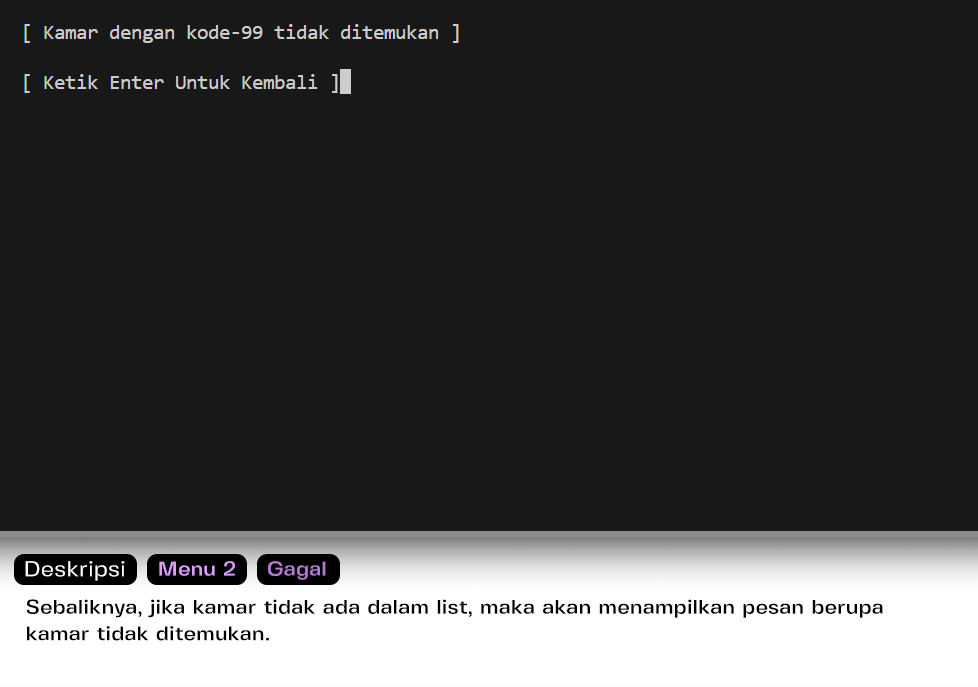 [ Kamar dengan kode-99 tidak ditemukan ]
[ Ketik Enter Untuk Kembali ]
Deskripsi Menu 2 Gagal
Sebaliknya, jika kamar tidak ada dalam list, maka akan menampilkan pesan berupa
kamar tidak ditemukan.